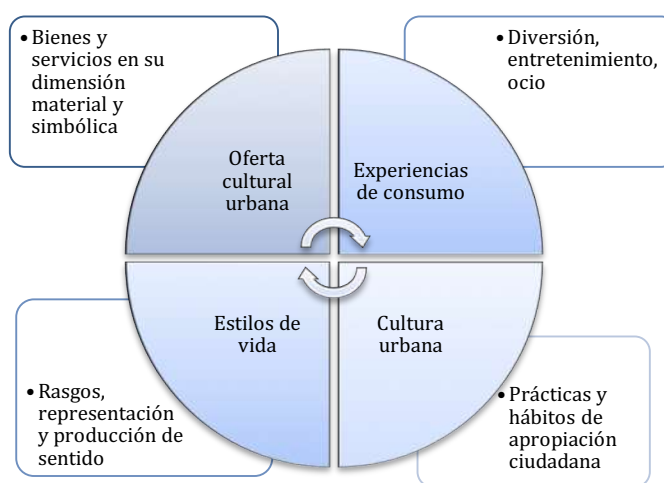 • Bienes y
servicios en su
dimensión
material y
simbólica
• Diversión,
entretenimiento,
ocio
Oferta
cultural
urbana
Experiencias
de consumo
Estilos de
vida
Cultura
urbana
• Rasgos,
representación
y producción de
sentido
• Prácticas y
hábitos de
apropiación
ciudadana